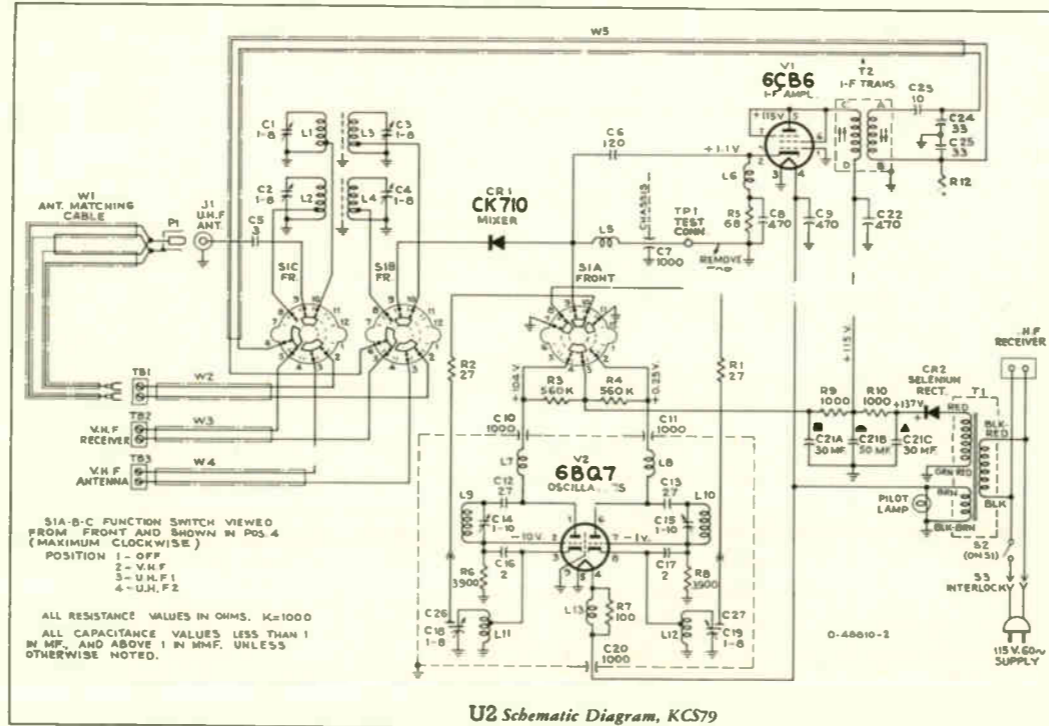 W5
V1
6CB6
I-F AMPL.
T2
I-F TRANS.
C23
10
C24
33
C25
33
R12
+115V
C
A
D
B
7
5
6
1
2
3
4
C1
1-8
L1
L3
C3
1-8
C2
1-8
L2
L4
C4
1-8
C6
120
+1.1V
L6
R5
68
C8
470
C9
470
C22
470
W1
ANT. MATCHING
CABLE
P1
J1
U.H.F
ANT.
C5
3
CR1
CK710
MIXER
L5
CHASSIS
C7
1000
TP1
TEST
CONN.
REMOVE
S1C
FR.
S1B
FR.
S1A
FRONT
+115V.
H.F
RECEIVER
R2
27
R1
27
+104V.
R3
560K
R4
560K
+0.25V.
R9
1000
R10
1000
+137V
CR2
SELENIUM
RECT.
T1
RED
BLK-
RED
C21A
30 MF.
C21B
50 MF.
C21C
30 MF.
GRN RED
BRN
BLK
PILOT
LAMP
BLK-BRN
TB1
W2
TB2
V.H.F
RECEIVER
W3
TB3
V.H.F
ANTENNA
W4
C10
1000
C11
1000
L7
V2
6BQ7
L8
C12
27
C13
27
L9
L10
C14
1-10
C15
1-10
-10V.
-1V.
C16
2
C17
2
R6
3900
R8
3900
C26
C18
1-8
L11
L13
R7
100
L12
C27
C19
1-8
C20
1000
S2
(ON S1)
S3
INTERLOCK
O-48810-2
115 V. 60~
SUPPLY
S1A-B-C FUNCTION SWITCH VIEWED
FROM FRONT AND SHOWN IN POS. 4
(MAXIMUM CLOCKWISE)
POSITION 1 - OFF
2 - V.H.F
3 - U.H.F 1
4 - U.H.F 2
ALL RESISTANCE VALUES IN OHMS. K=1000
ALL CAPACITANCE VALUES LESS THAN 1
IN MF., AND ABOVE 1 IN MMF. UNLESS
OTHERWISE NOTED.
U2 Schematic Diagram, KCS79